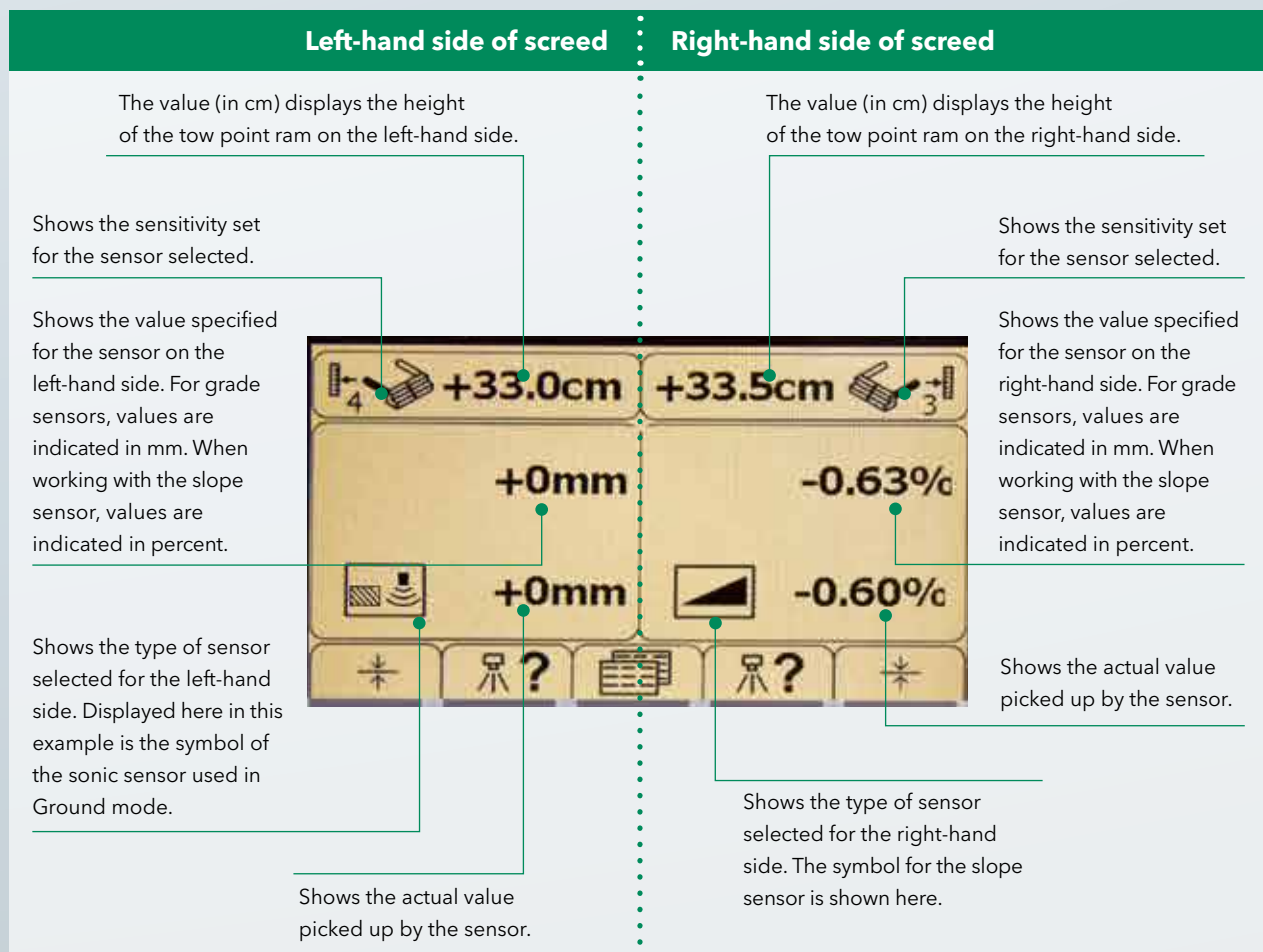 Left-hand side of screed
Right-hand side of screed
The value (in cm) displays the height
of the tow point ram on the left-hand side.
The value (in cm) displays the height
of the tow point ram on the right-hand side.
Shows the sensitivity set
for the sensor selected.
Shows the sensitivity set
for the sensor selected.
Shows the value specified
for the sensor on the
left-hand side. For grade
sensors, values are
indicated in mm. When
working with the slope
sensor, values are
indicated in percent.
4
+33.0cm
+33.5cm
3
+0mm
-0.63%
+0mm
-0.60%
?
?
Shows the value specified
for the sensor on the
right-hand side. For grade
sensors, values are
indicated in mm. When
working with the slope
sensor, values are
indicated in percent.
Shows the type of sensor
selected for the left-hand
side. Displayed here in this
example is the symbol of
the sonic sensor used in
Ground mode.
Shows the actual value
picked up by the sensor.
Shows the type of sensor
selected for the right-hand
side. The symbol for the slope
sensor is shown here.
Shows the actual value
picked up by the sensor.